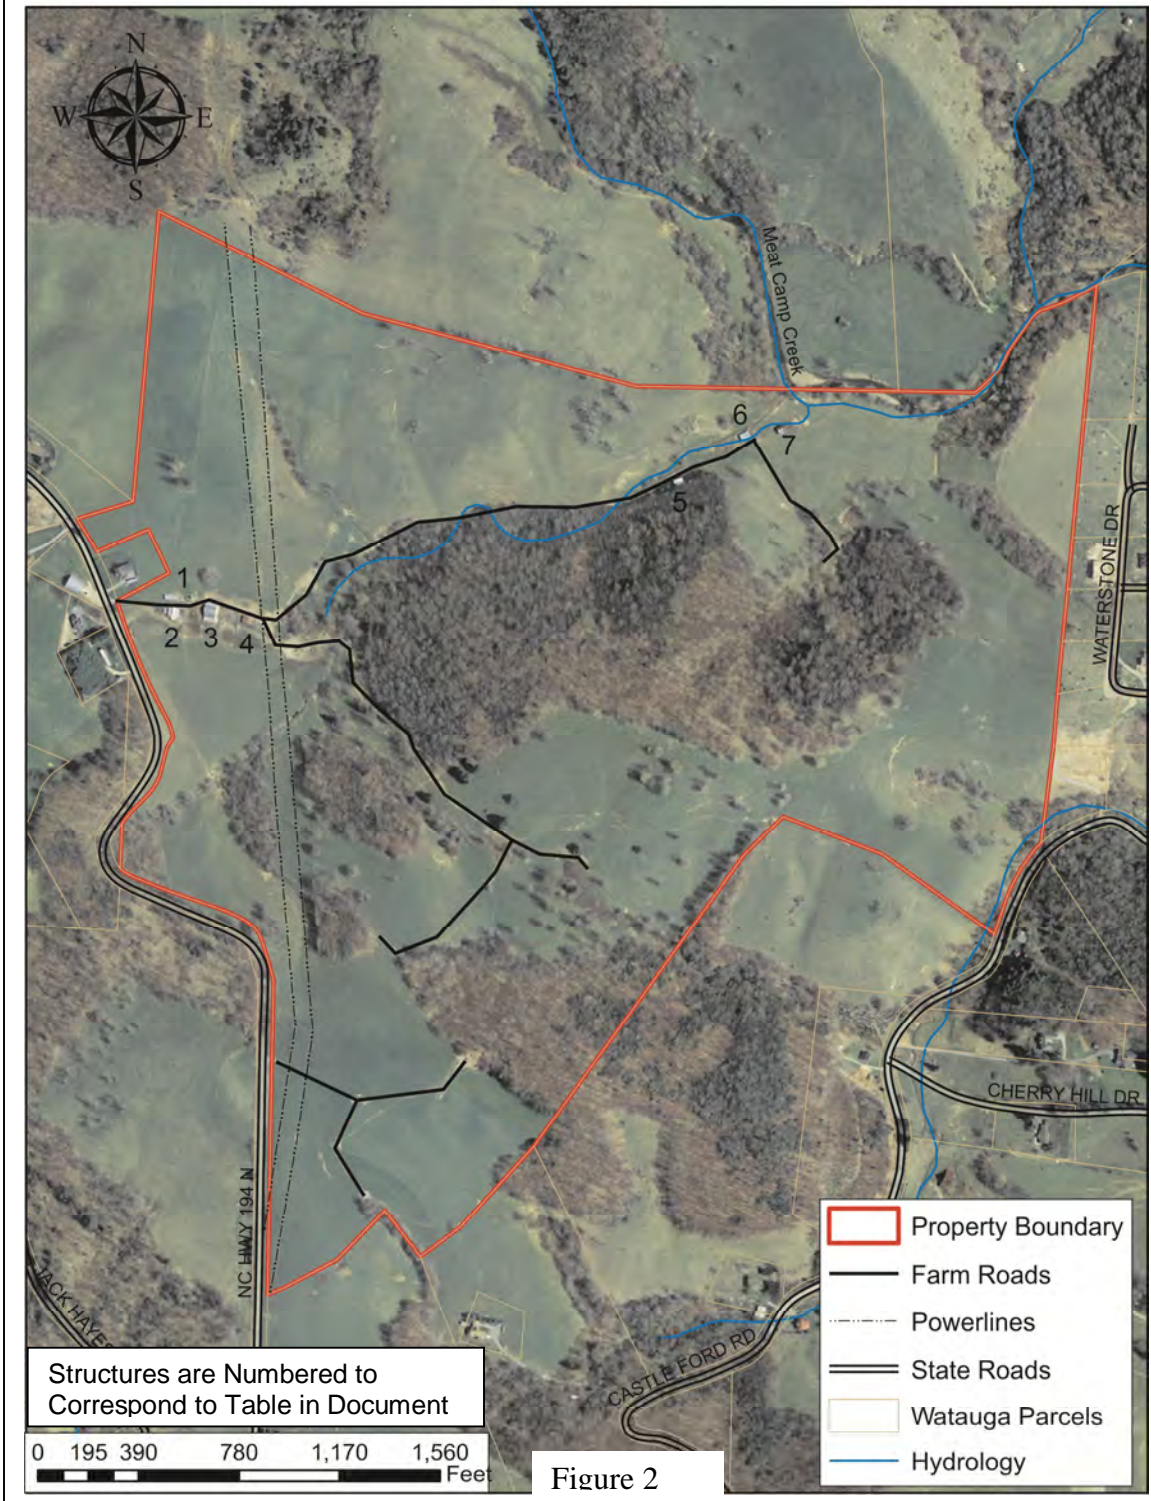 N
W E
S
Meat Camp Creek
6
7
5
1
2 3 4
WATERSTONE DR
CHERRY HILL DR
NC HWY 194 N
JACK HAYES
CASTLE FORD RD
Property Boundary
Farm Roads
Powerlines
State Roads
Watauga Parcels
Hydrology
Structures are Numbered to
Correspond to Table in Document
0 195 390 780 1,170 1,560
Feet
Figure 2